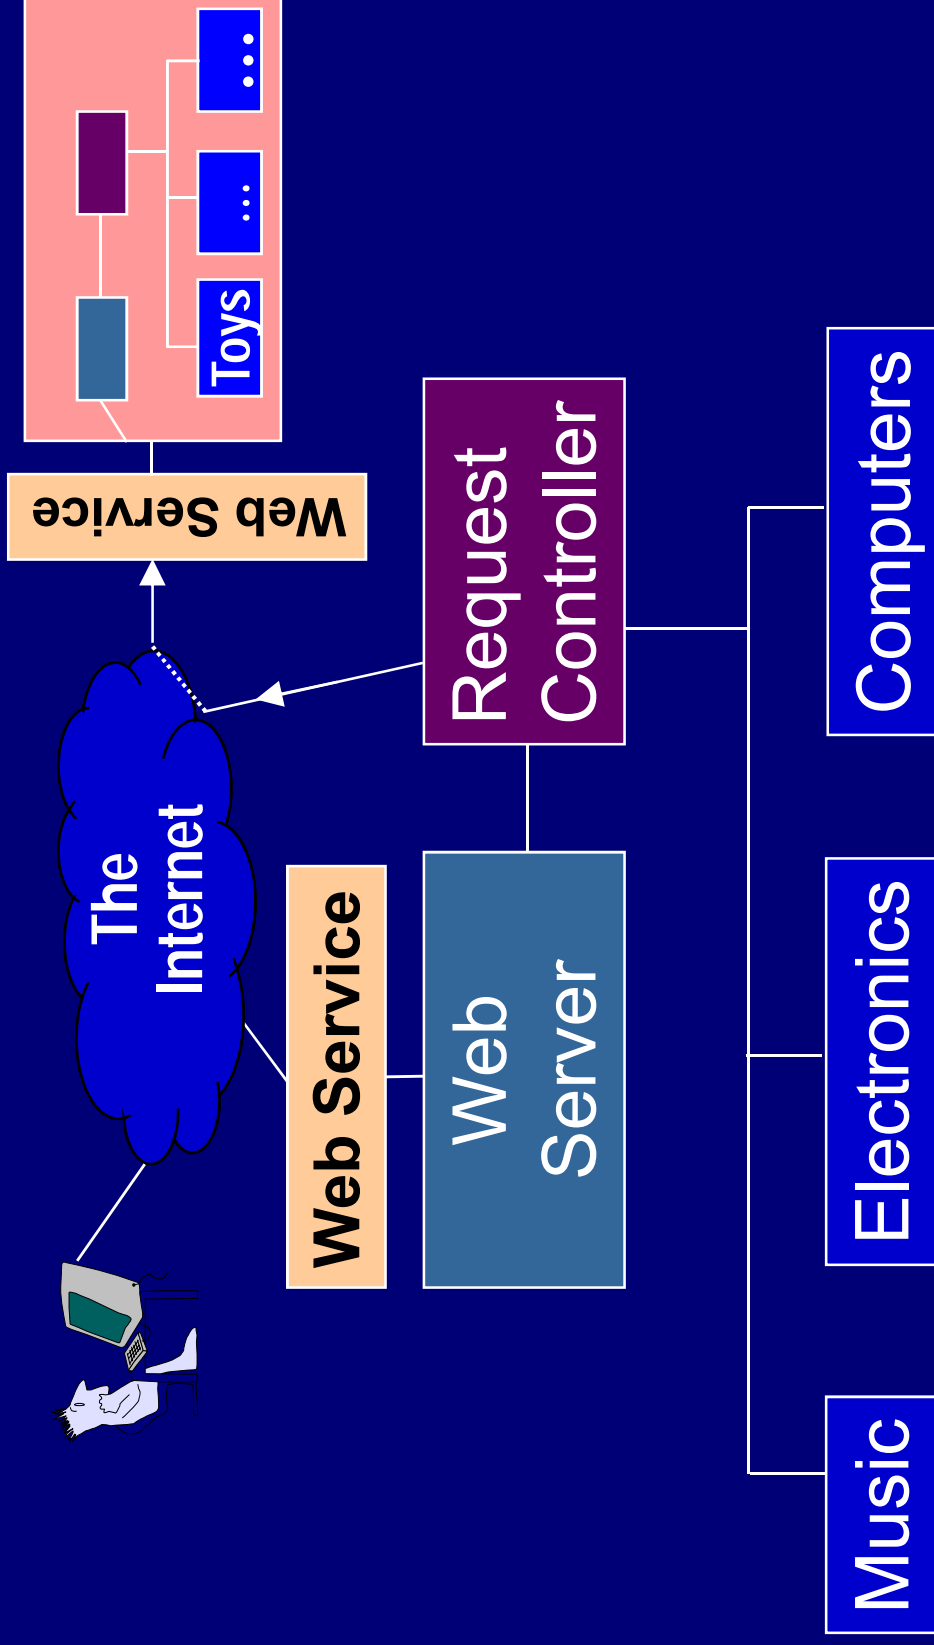 The
Internet
Web Service
Toys
...
...
Web Service
Web
Server
Request
Controller
Music
Electronics
Computers